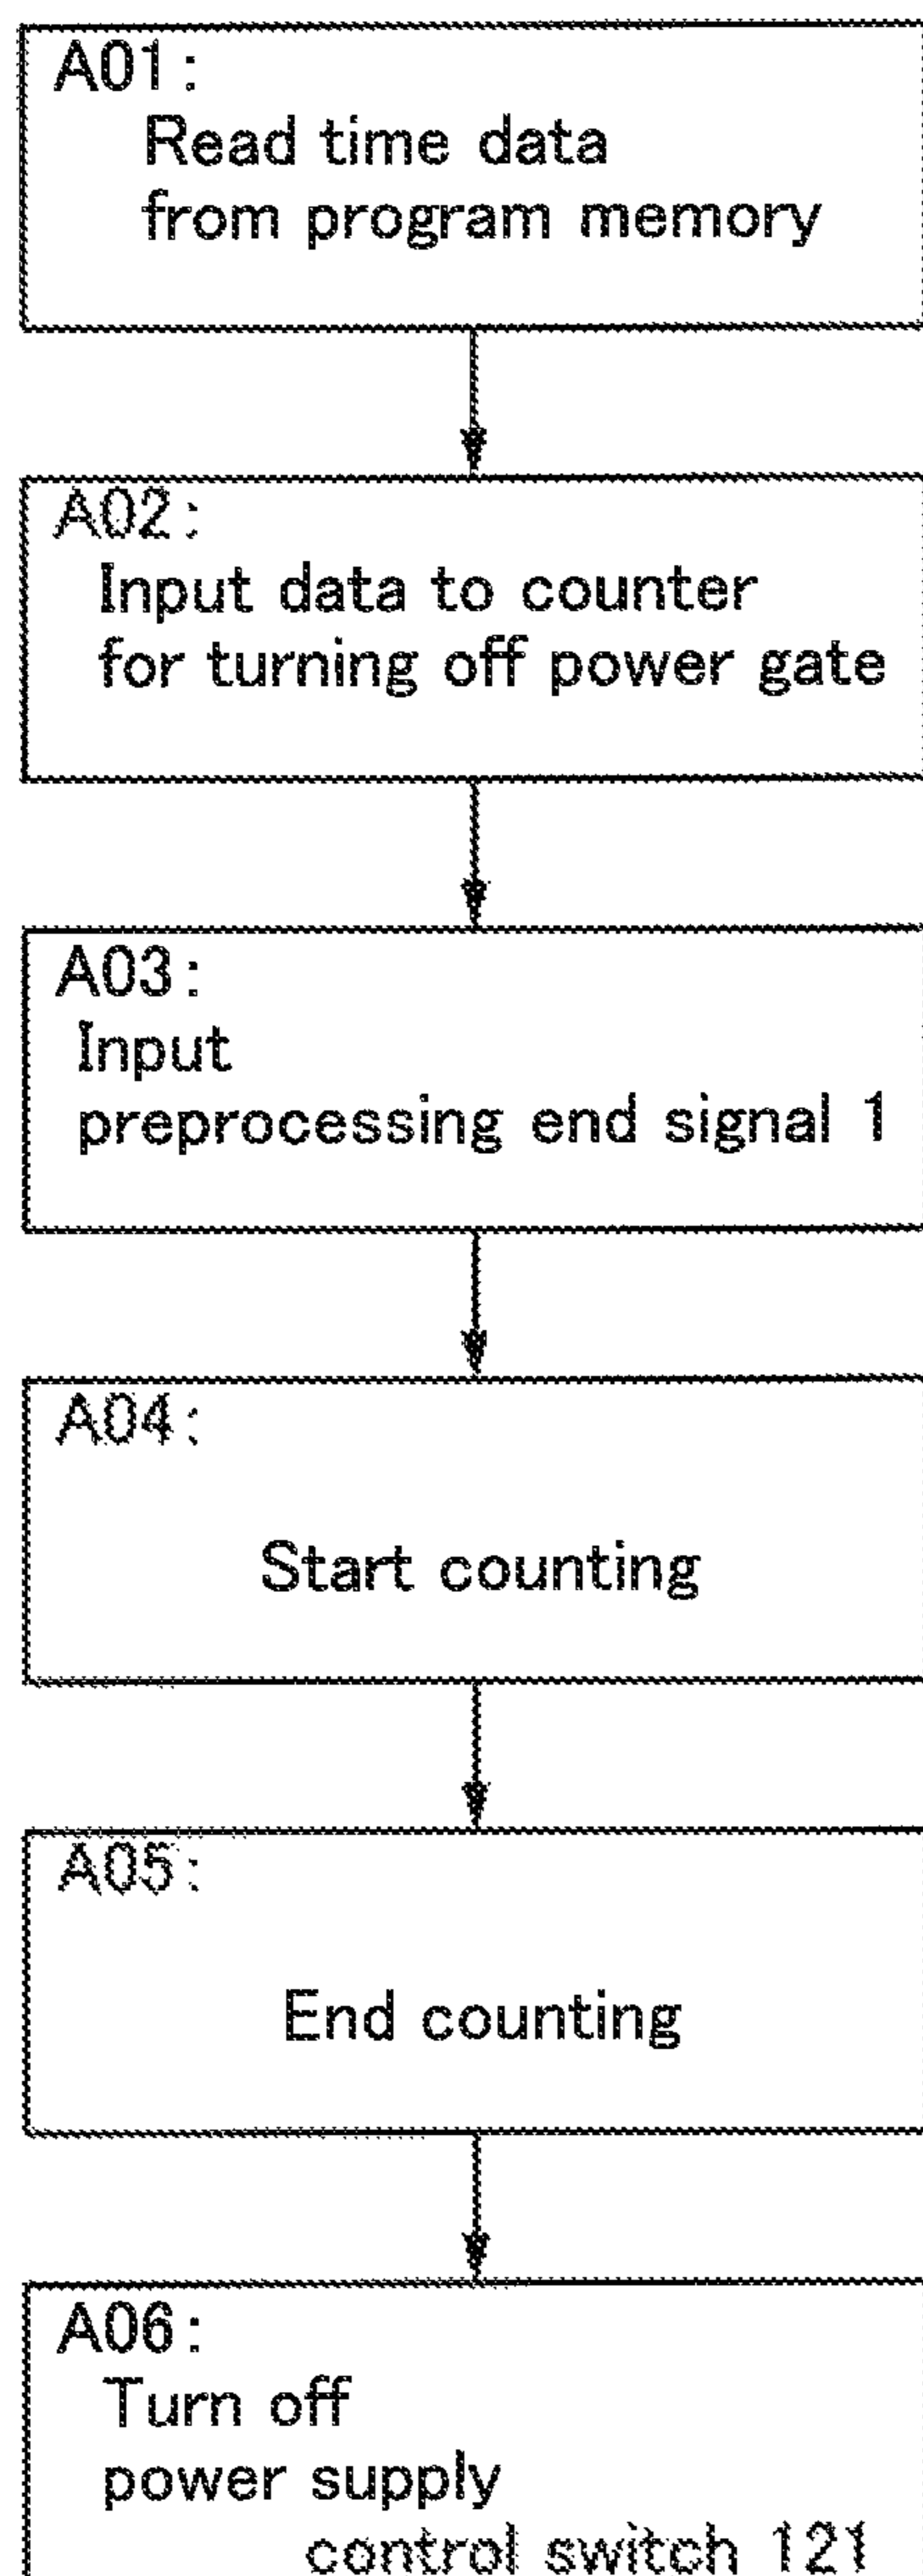 A01:
Read time data
from program memory
A02:
Input data to counter
for turning off power gate
A03:
Input
preprocessing end signal 1
A04:
Start counting
A05:
End counting
A06:
Turn off
power supply
control switch 121